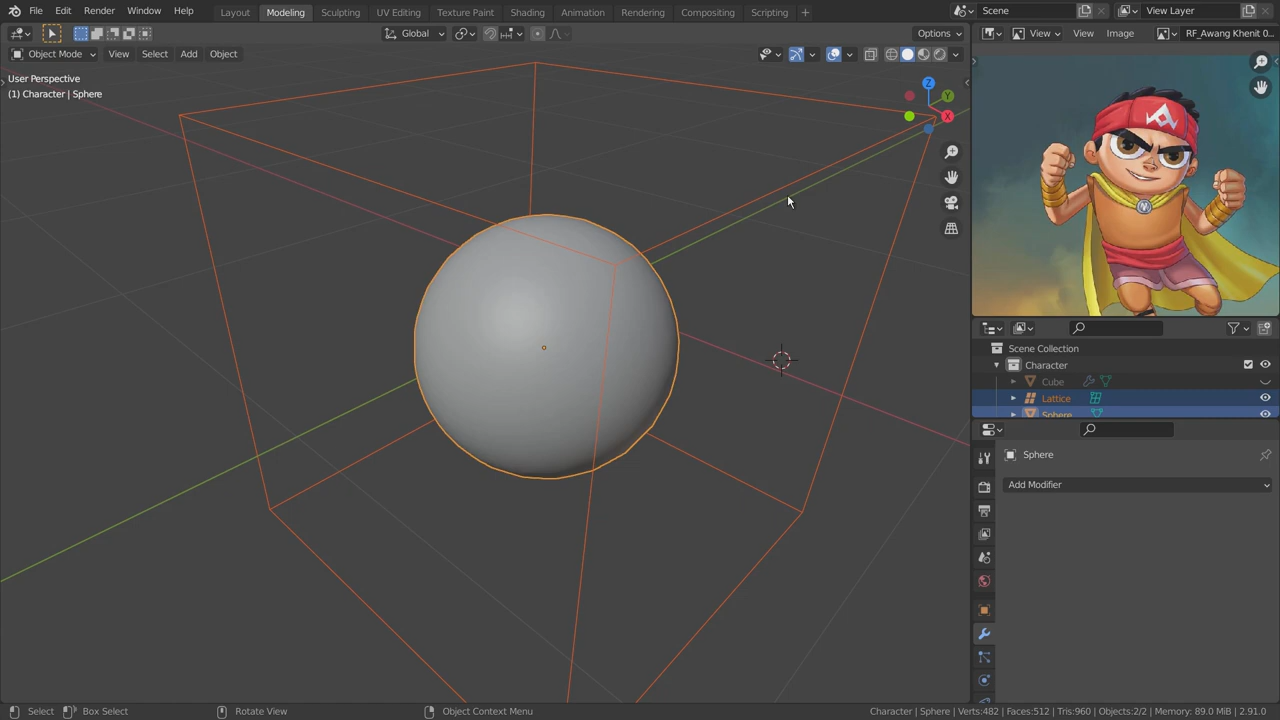 File Edit Render Window Help Layout Modeling Sculpting UV Editing Texture Paint Shading Animation Rendering Compositing Scripting + Scene View Layer
Global Options View View Image RF_Awang Khenit 0...
Object Mode View Select Add Object
User Perspective
(1) Character | Sphere
Z
Y
X
Scene Collection
Character
Cube
Lattice
Sphere
Sphere
Add Modifier
Select Box Select Rotate View Object Context Menu Character | Sphere | Verts:482 | Faces:512 | Tris:960 | Objects:2/2 | Memory: 89.0 MiB | 2.91.0